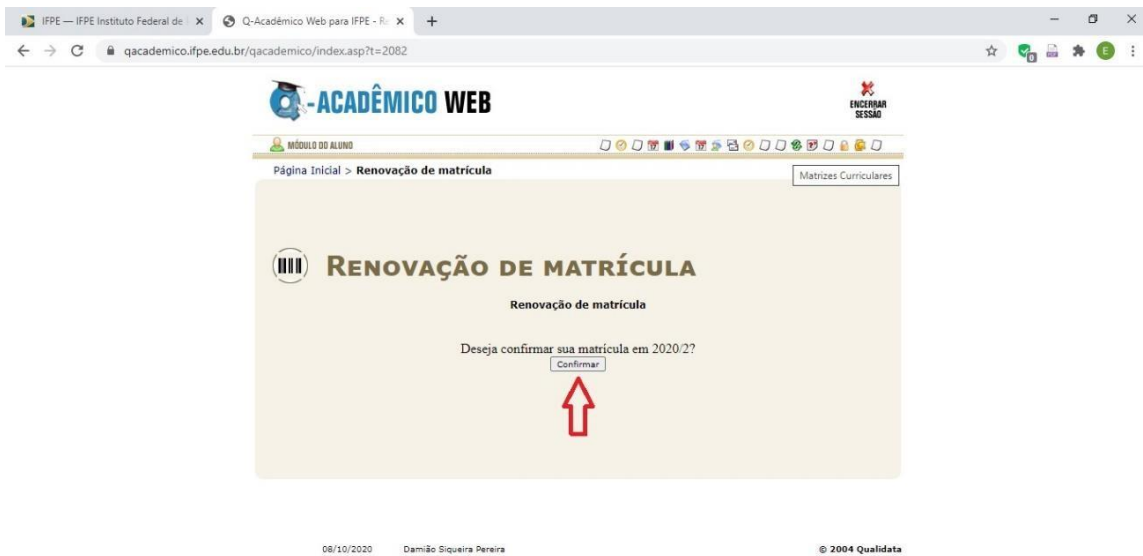 IFPE — IFPE Instituto Federal de
Q-Acadêmico Web para IFPE - Re
qacademico.ifpe.edu.br/qacademico/index.asp?t=2082
0
E
Q-ACADÊMICO WEB
ENCERRAR
SESSÃO
MÓDULO DO ALUNO
Página Inicial > Renovação de matrícula
Matrizes Curriculares
RENOVAÇÃO DE MATRÍCULA
Renovação de matrícula
Deseja confirmar sua matrícula em 2020/2?
Confirmar
08/10/2020 Damião Siqueira Pereira © 2004 Qualidata